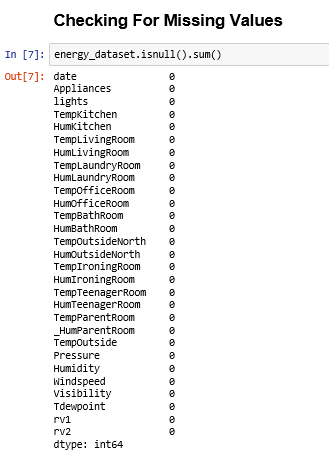 Checking For Missing Values
In [7]: energy_dataset.isnull().sum()
Out[7]: date 0
Appliances 0
lights 0
TempKitchen 0
HumKitchen 0
TempLivingRoom 0
HumLivingRoom 0
TempLaundryRoom 0
HumLaundryRoom 0
TempOfficeRoom 0
HumOfficeRoom 0
TempBathRoom 0
HumBathRoom 0
TempOutsideNorth 0
HumOutsideNorth 0
TempIroningRoom 0
HumIroningRoom 0
TempTeenagerRoom 0
HumTeenagerRoom 0
TempParentRoom 0
_HumParentRoom 0
TempOutside 0
Pressure 0
Humidity 0
Windspeed 0
Visibility 0
Tdewpoint 0
rv1 0
rv2 0
dtype: int64